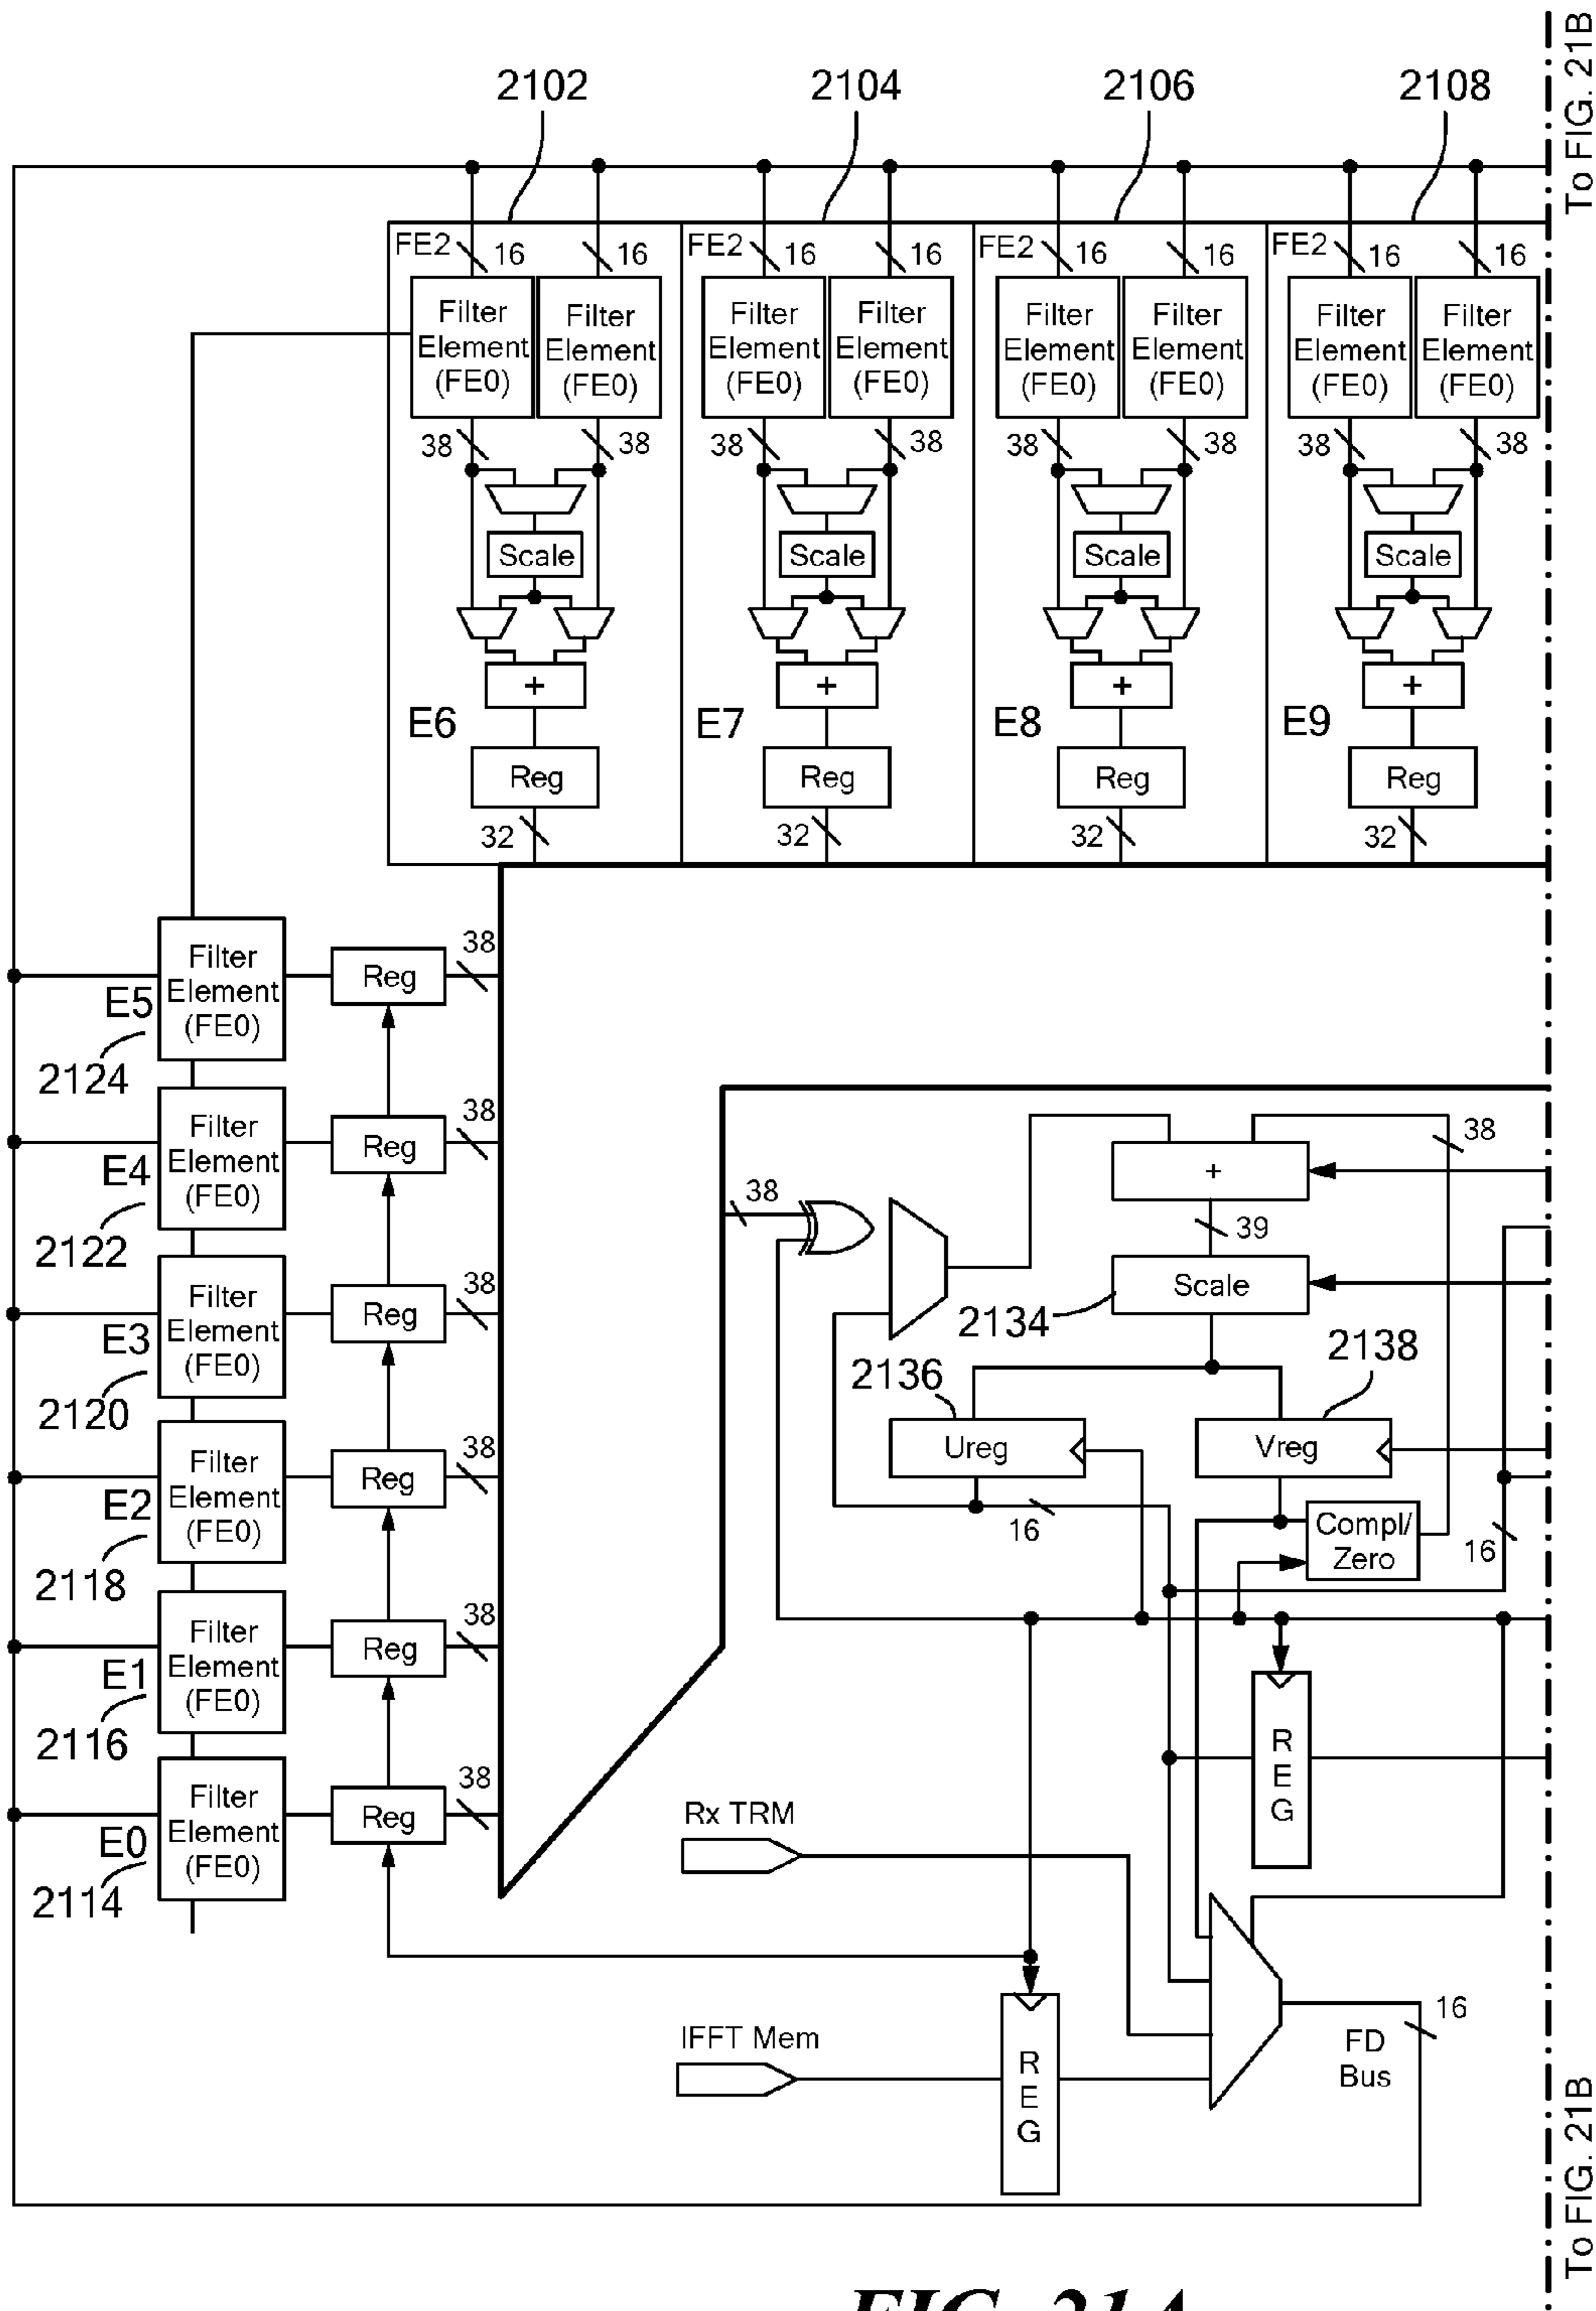 To FIG. 21B
2102
2104
2106
2108
FE2
16
16
FE2
16
16
FE2
16
16
FE2
16
16
Filter
Element
(FE0)
Filter
Element
(FE0)
Filter
Element
(FE0)
Filter
Element
(FE0)
Filter
Element
(FE0)
Filter
Element
(FE0)
Filter
Element
(FE0)
Filter
Element
(FE0)
38
38
38
38
38
38
38
38
Scale
Scale
Scale
Scale
+
+
+
+
E6
E7
E8
E9
Reg
Reg
Reg
Reg
32
32
32
32
Filter
Element
(FE0)
E5
2124
Reg
38
Filter
Element
(FE0)
E4
2122
Reg
38
Filter
Element
(FE0)
E3
2120
Reg
38
Filter
Element
(FE0)
E2
2118
Reg
38
Filter
Element
(FE0)
E1
2116
Reg
38
Filter
Element
(FE0)
E0
2114
Reg
38
38
+
38
39
Scale
2134
2136
2138
Ureg
Vreg
16
Compl/
Zero
16
REG
Rx TRM
IFFT Mem
REG
16
FD
Bus
To FIG. 21B
FIG. 21A